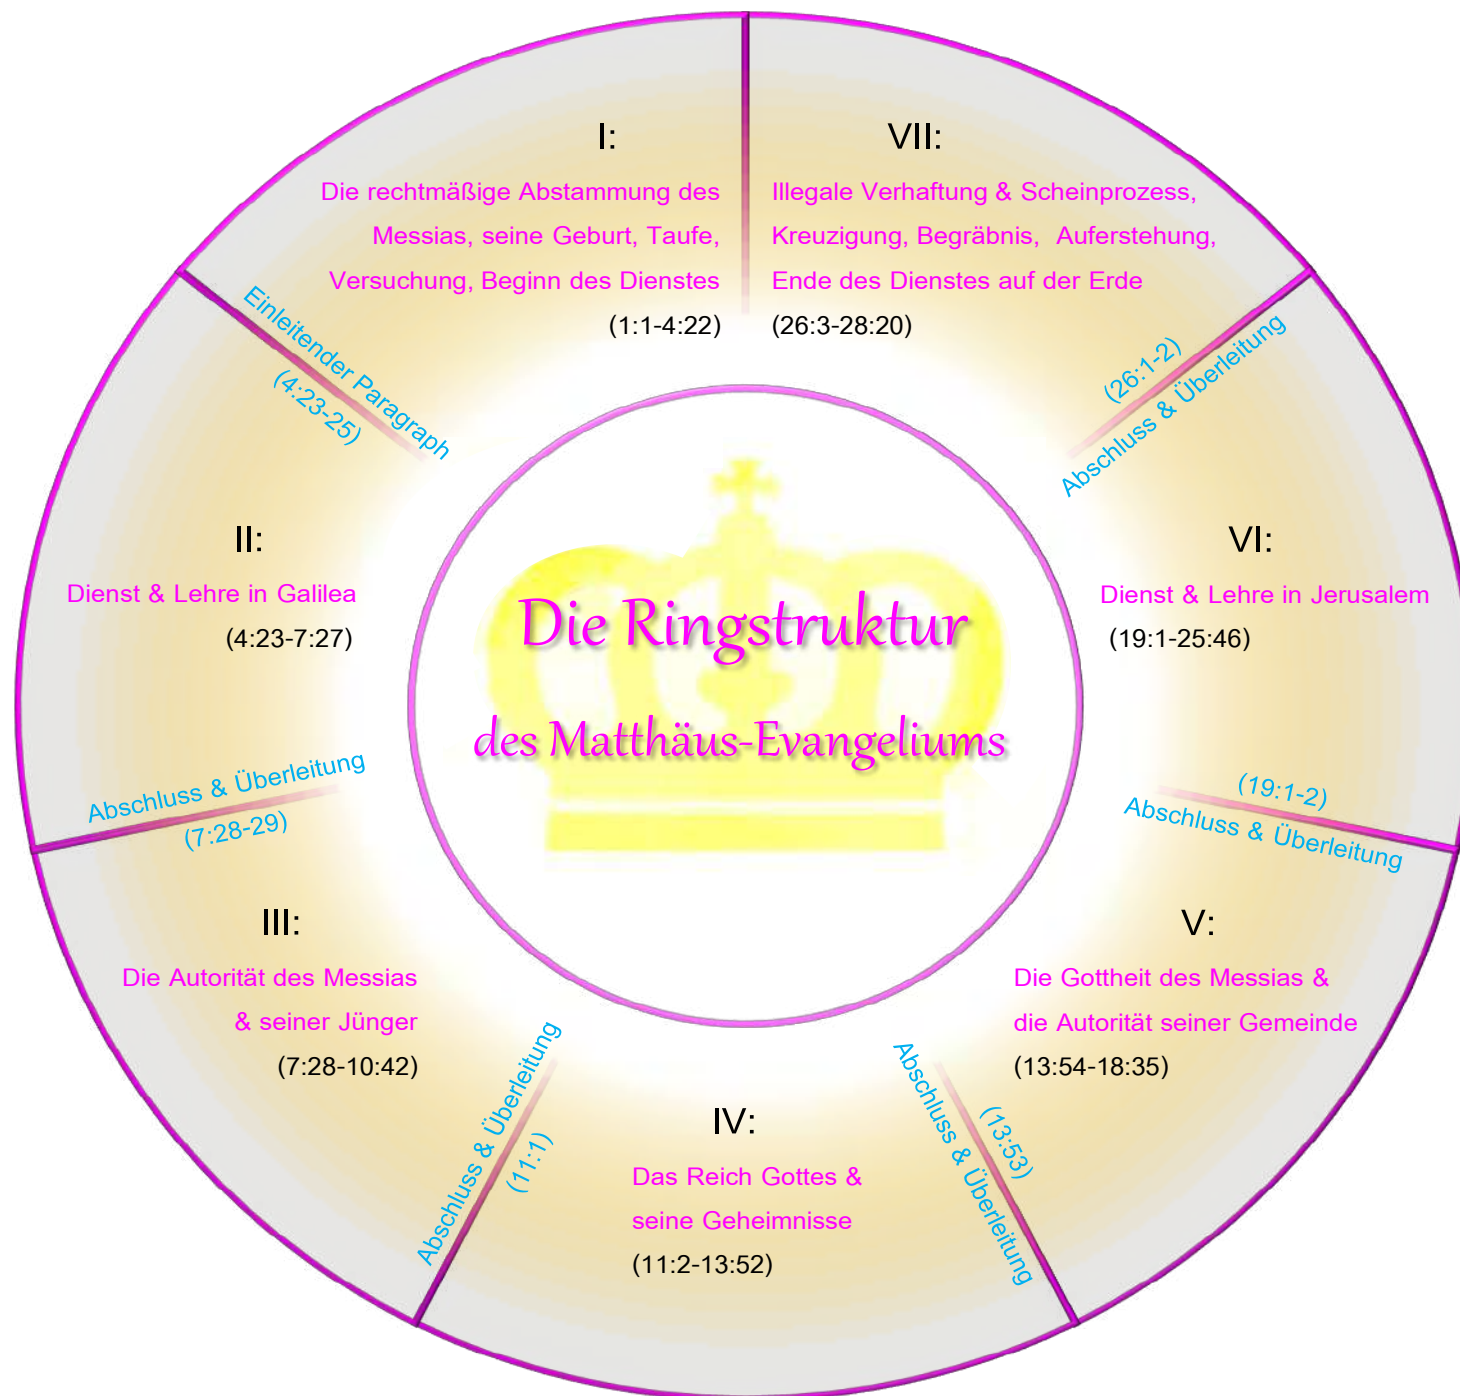 Die Ringstruktur
des Matthäus-Evangeliums
I:
Die rechtmäßige Abstammung des
Messias, seine Geburt, Taufe,
Versuchung, Beginn des Dienstes
(1:1-4:22)
Einleitender Paragraph
(4:23-25)
II:
Dienst & Lehre in Galilea
(4:23-7:27)
Abschluss & Überleitung
(7:28-29)
III:
Die Autorität des Messias
& seiner Jünger
(7:28-10:42)
Abschluss & Überleitung
(11:1)
IV:
Das Reich Gottes &
seine Geheimnisse
(11:2-13:52)
(13:53)
Abschluss & Überleitung
V:
Die Gottheit des Messias &
die Autorität seiner Gemeinde
(13:54-18:35)
(19:1-2)
Abschluss & Überleitung
VI:
Dienst & Lehre in Jerusalem
(19:1-25:46)
(26:1-2)
Abschluss & Überleitung
VII:
Illegale Verhaftung & Scheinprozess,
Kreuzigung, Begräbnis, Auferstehung,
Ende des Dienstes auf der Erde
(26:3-28:20)